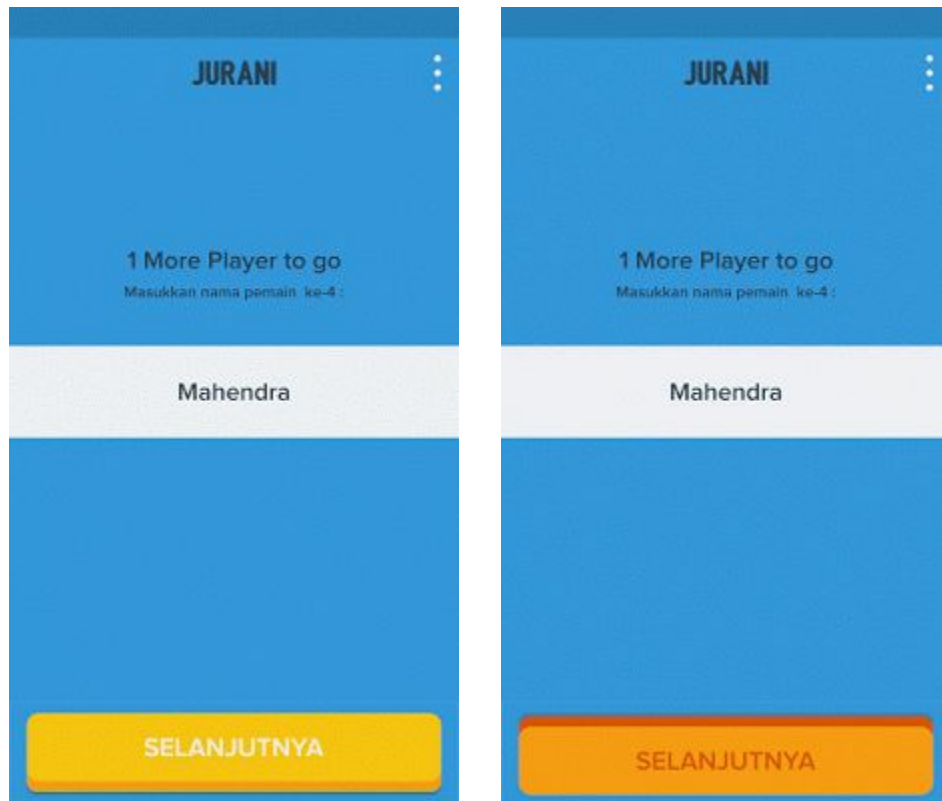 JURANI
1 More Player to go
Masukkan nama pemain ke-4 :
Mahendra
SELANJUTNYA
JURANI
1 More Player to go
Masukkan nama pemain ke-4 :
Mahendra
SELANJUTNYA